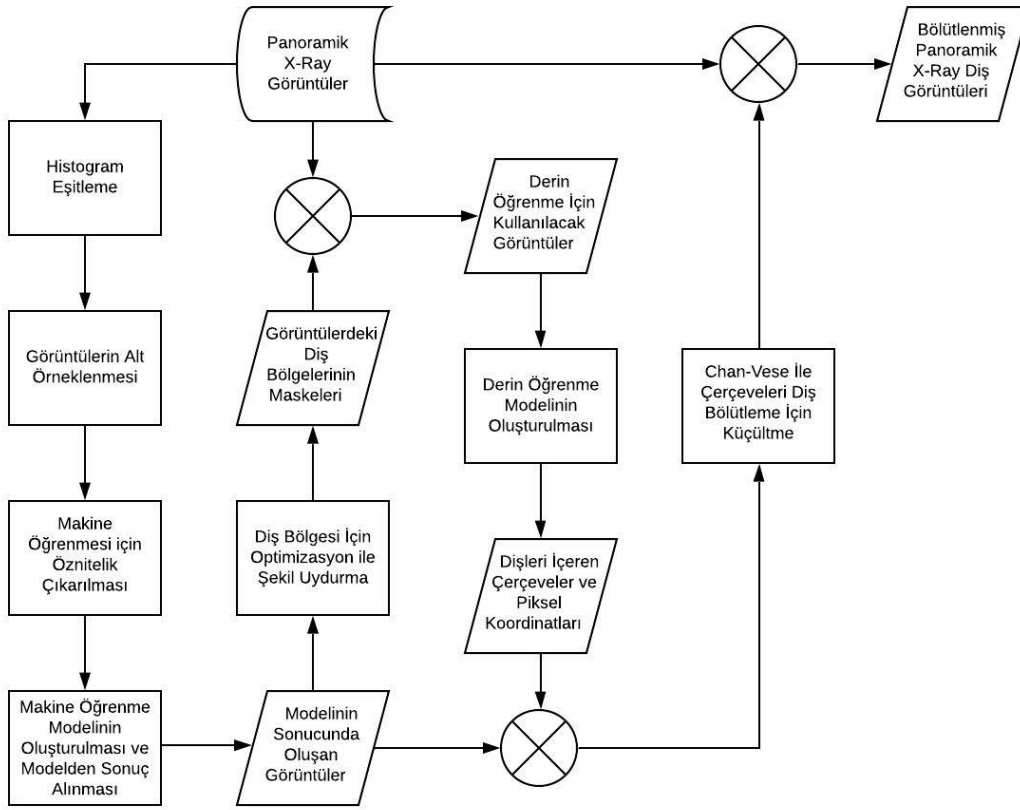 Panoramik
X-Ray
Görüntüler
Bölütlenmiş
Panoramik
X-Ray Diş
Görüntüleri
Histogram
Eşitleme
Derin
Öğrenme İçin
Kullanılacak
Görüntüler
Görüntülerin Alt
Örneklenmesi
Görüntülerdeki
Diş
Bölgelerinin
Maskeleri
Derin Öğrenme
Modelinin
Oluşturulması
Chan-Vese İle
Çerçeveleri Diş
Bölütleme İçin
Küçültme
Makine
Öğrenmesi için
Öznitelik
Çıkarılması
Diş Bölgesi İçin
Optimizasyon ile
Şekil Uydurma
Dişleri İçeren
Çerçeveler ve
Piksel
Koordinatları
Makine Öğrenme
Modelinin
Oluşturulması ve
Modelden Sonuç
Alınması
Modelinin
Sonucunda
Oluşan
Görüntüler